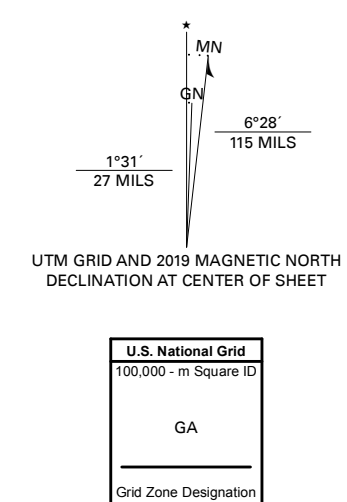 ★
MN
GN
6°28´
115 MILS
1°31´
27 MILS
UTM GRID AND 2019 MAGNETIC NORTH
DECLINATION AT CENTER OF SHEET
U.S. National Grid
100,000 - m Square ID
GA
Grid Zone Designation